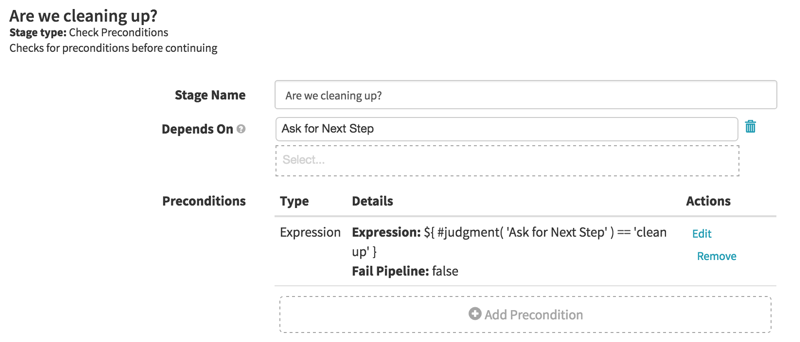 Are we cleaning up?
Stage type: Check Preconditions
Checks for preconditions before continuing
Stage Name
Are we cleaning up?
Depends On
Ask for Next Step
Select...
Preconditions
Type Details Actions
Expression Expression: ${ #judgment( 'Ask for Next Step' ) == 'clean Edit
up' }
Remove
Fail Pipeline: false
Add Precondition